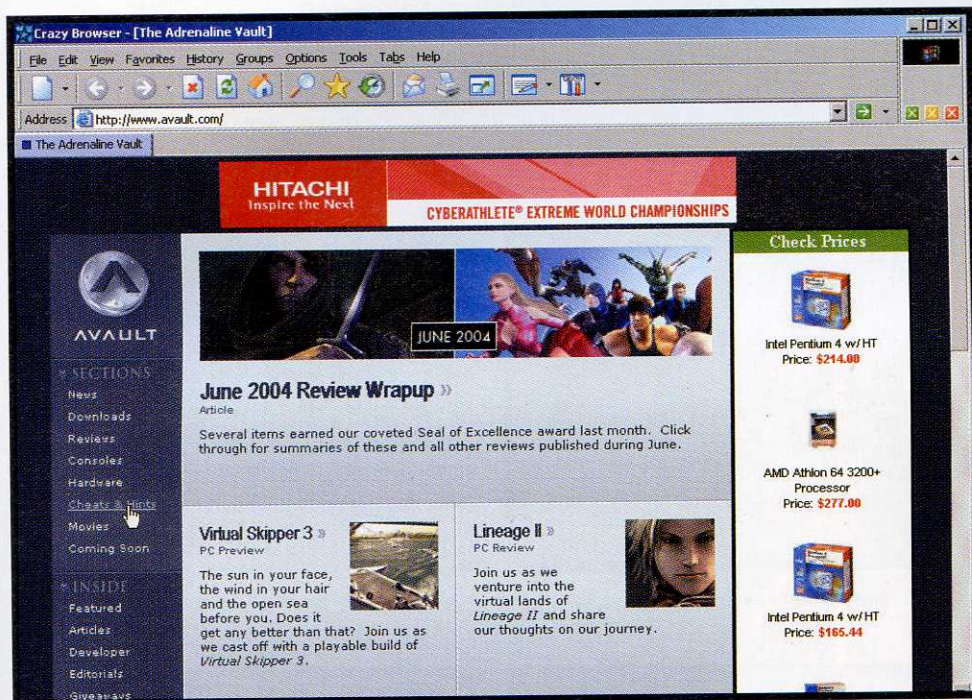 Crazy Browser - [The Adrenaline Vault]
File Edit View Favorites History Groups Options Tools Tabs Help
Address http://www.avault.com/
The Adrenaline Vault
HITACHI
Inspire the Next
CYBERATHLETE® EXTREME WORLD CHAMPIONSHIPS
AVAULT
SECTIONS
News
Downloads
Reviews
Consoles
Hardware
Cheats & Hints
Movies
Coming Soon
INSIDE
Featured
Articles
Developer
Editorials
Giveaways
JUNE 2004
June 2004 Review Wrapup »
Article
Several items earned our coveted Seal of Excellence award last month. Click
through for summaries of these and all other reviews published during June.
Virtual Skipper 3 »
PC Preview
The sun in your face,
the wind in your hair
and the open sea
before you. Does it
get any better than that? Join us as
we cast off with a playable build of
Virtual Skipper 3.
Lineage II »
PC Review
Join us as we
venture into the
virtual lands of
Lineage II and share
our thoughts on our journey.
Check Prices
Intel Pentium 4 w/ HT
Price: $214.00
AMD Athlon 64 3200+
Processor
Price: $277.00
Intel Pentium 4 w/ HT
Price: $165.44